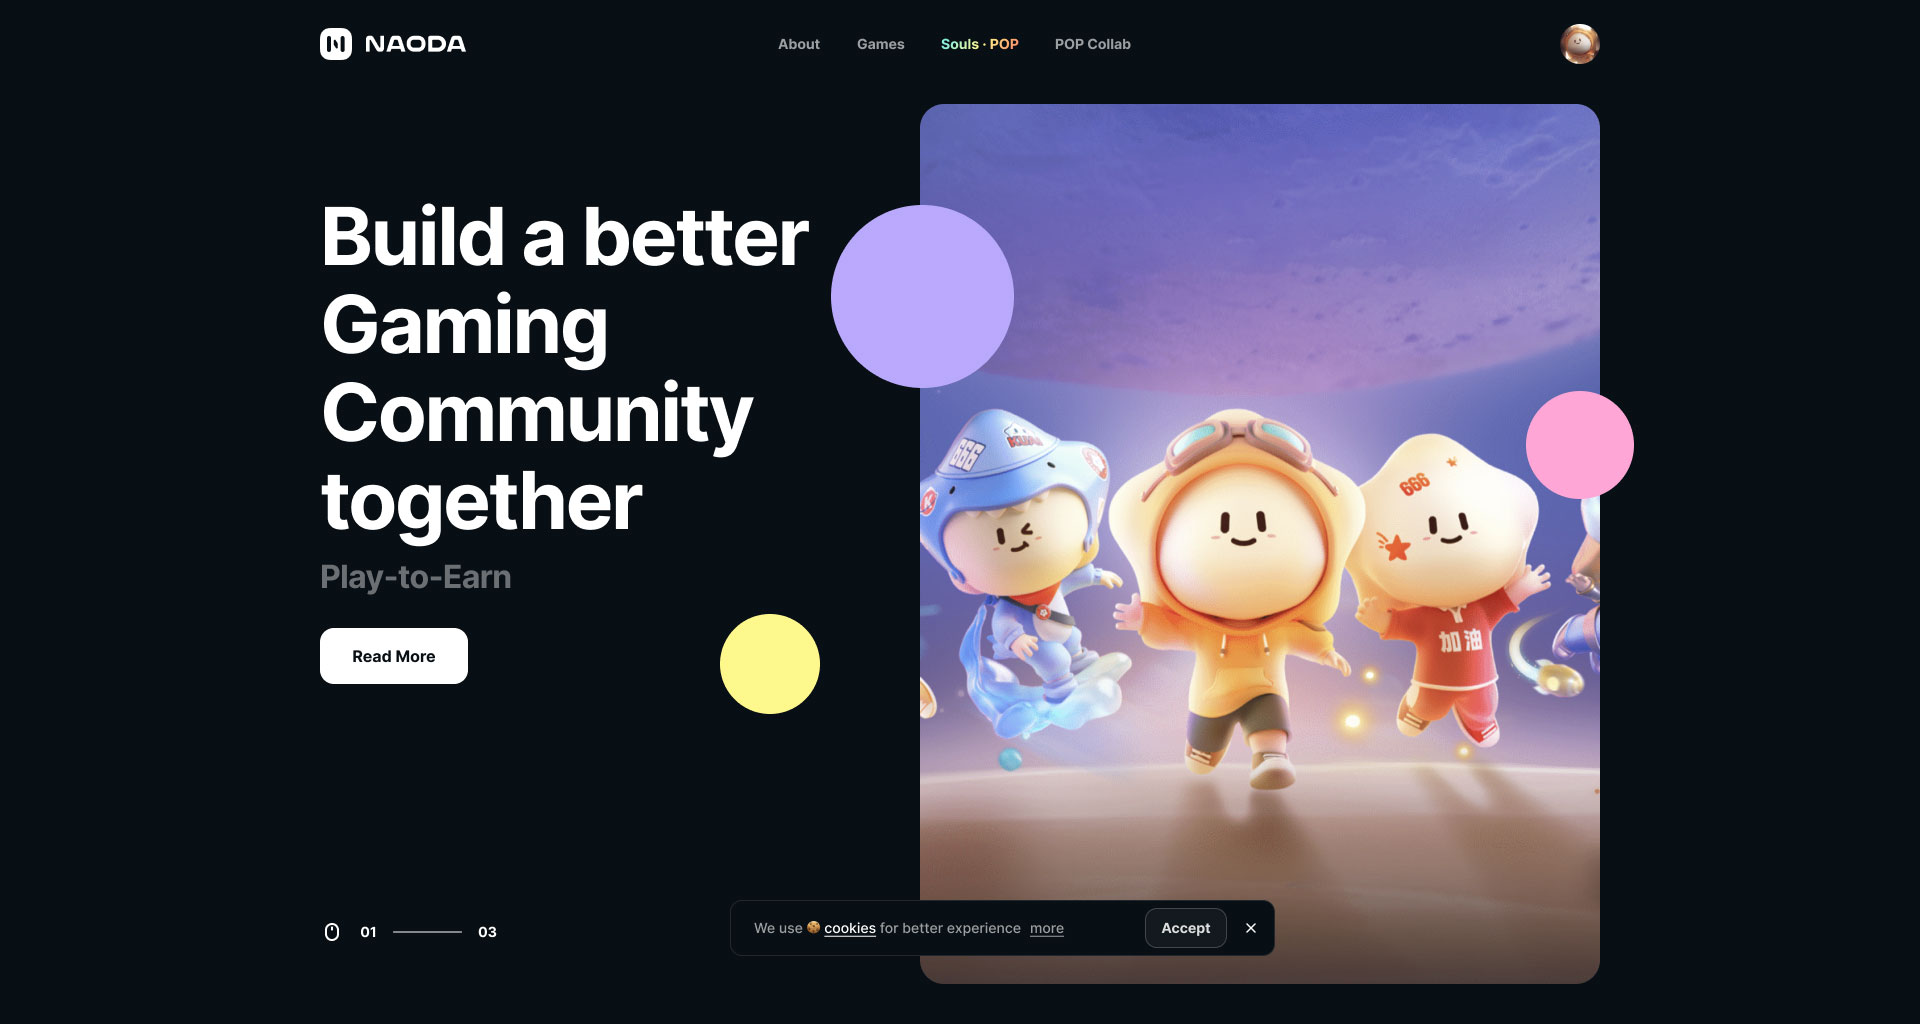 NAODA
About
Games
Souls · POP
POP Collab
Build a better
Gaming
Community
together
Play-to-Earn
Read More
666
666
加油
01
03
We use 🍪 cookies for better experience more
Accept